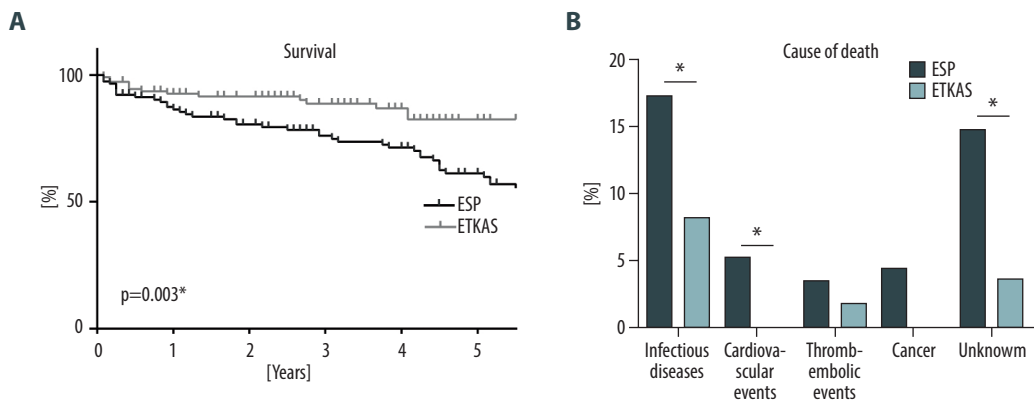 A
Survival
100
50
0
[%]
ESP
ETKAS
p=0.003*
0 1 2 3 4 5
[Years]
B
Cause of death
20
15
10
5
0
[%]
ESP
ETKAS
*
*
*
Infectious
diseases
Cardiova-
scular
events
Thromb-
embolic
events
Cancer
Unknowm